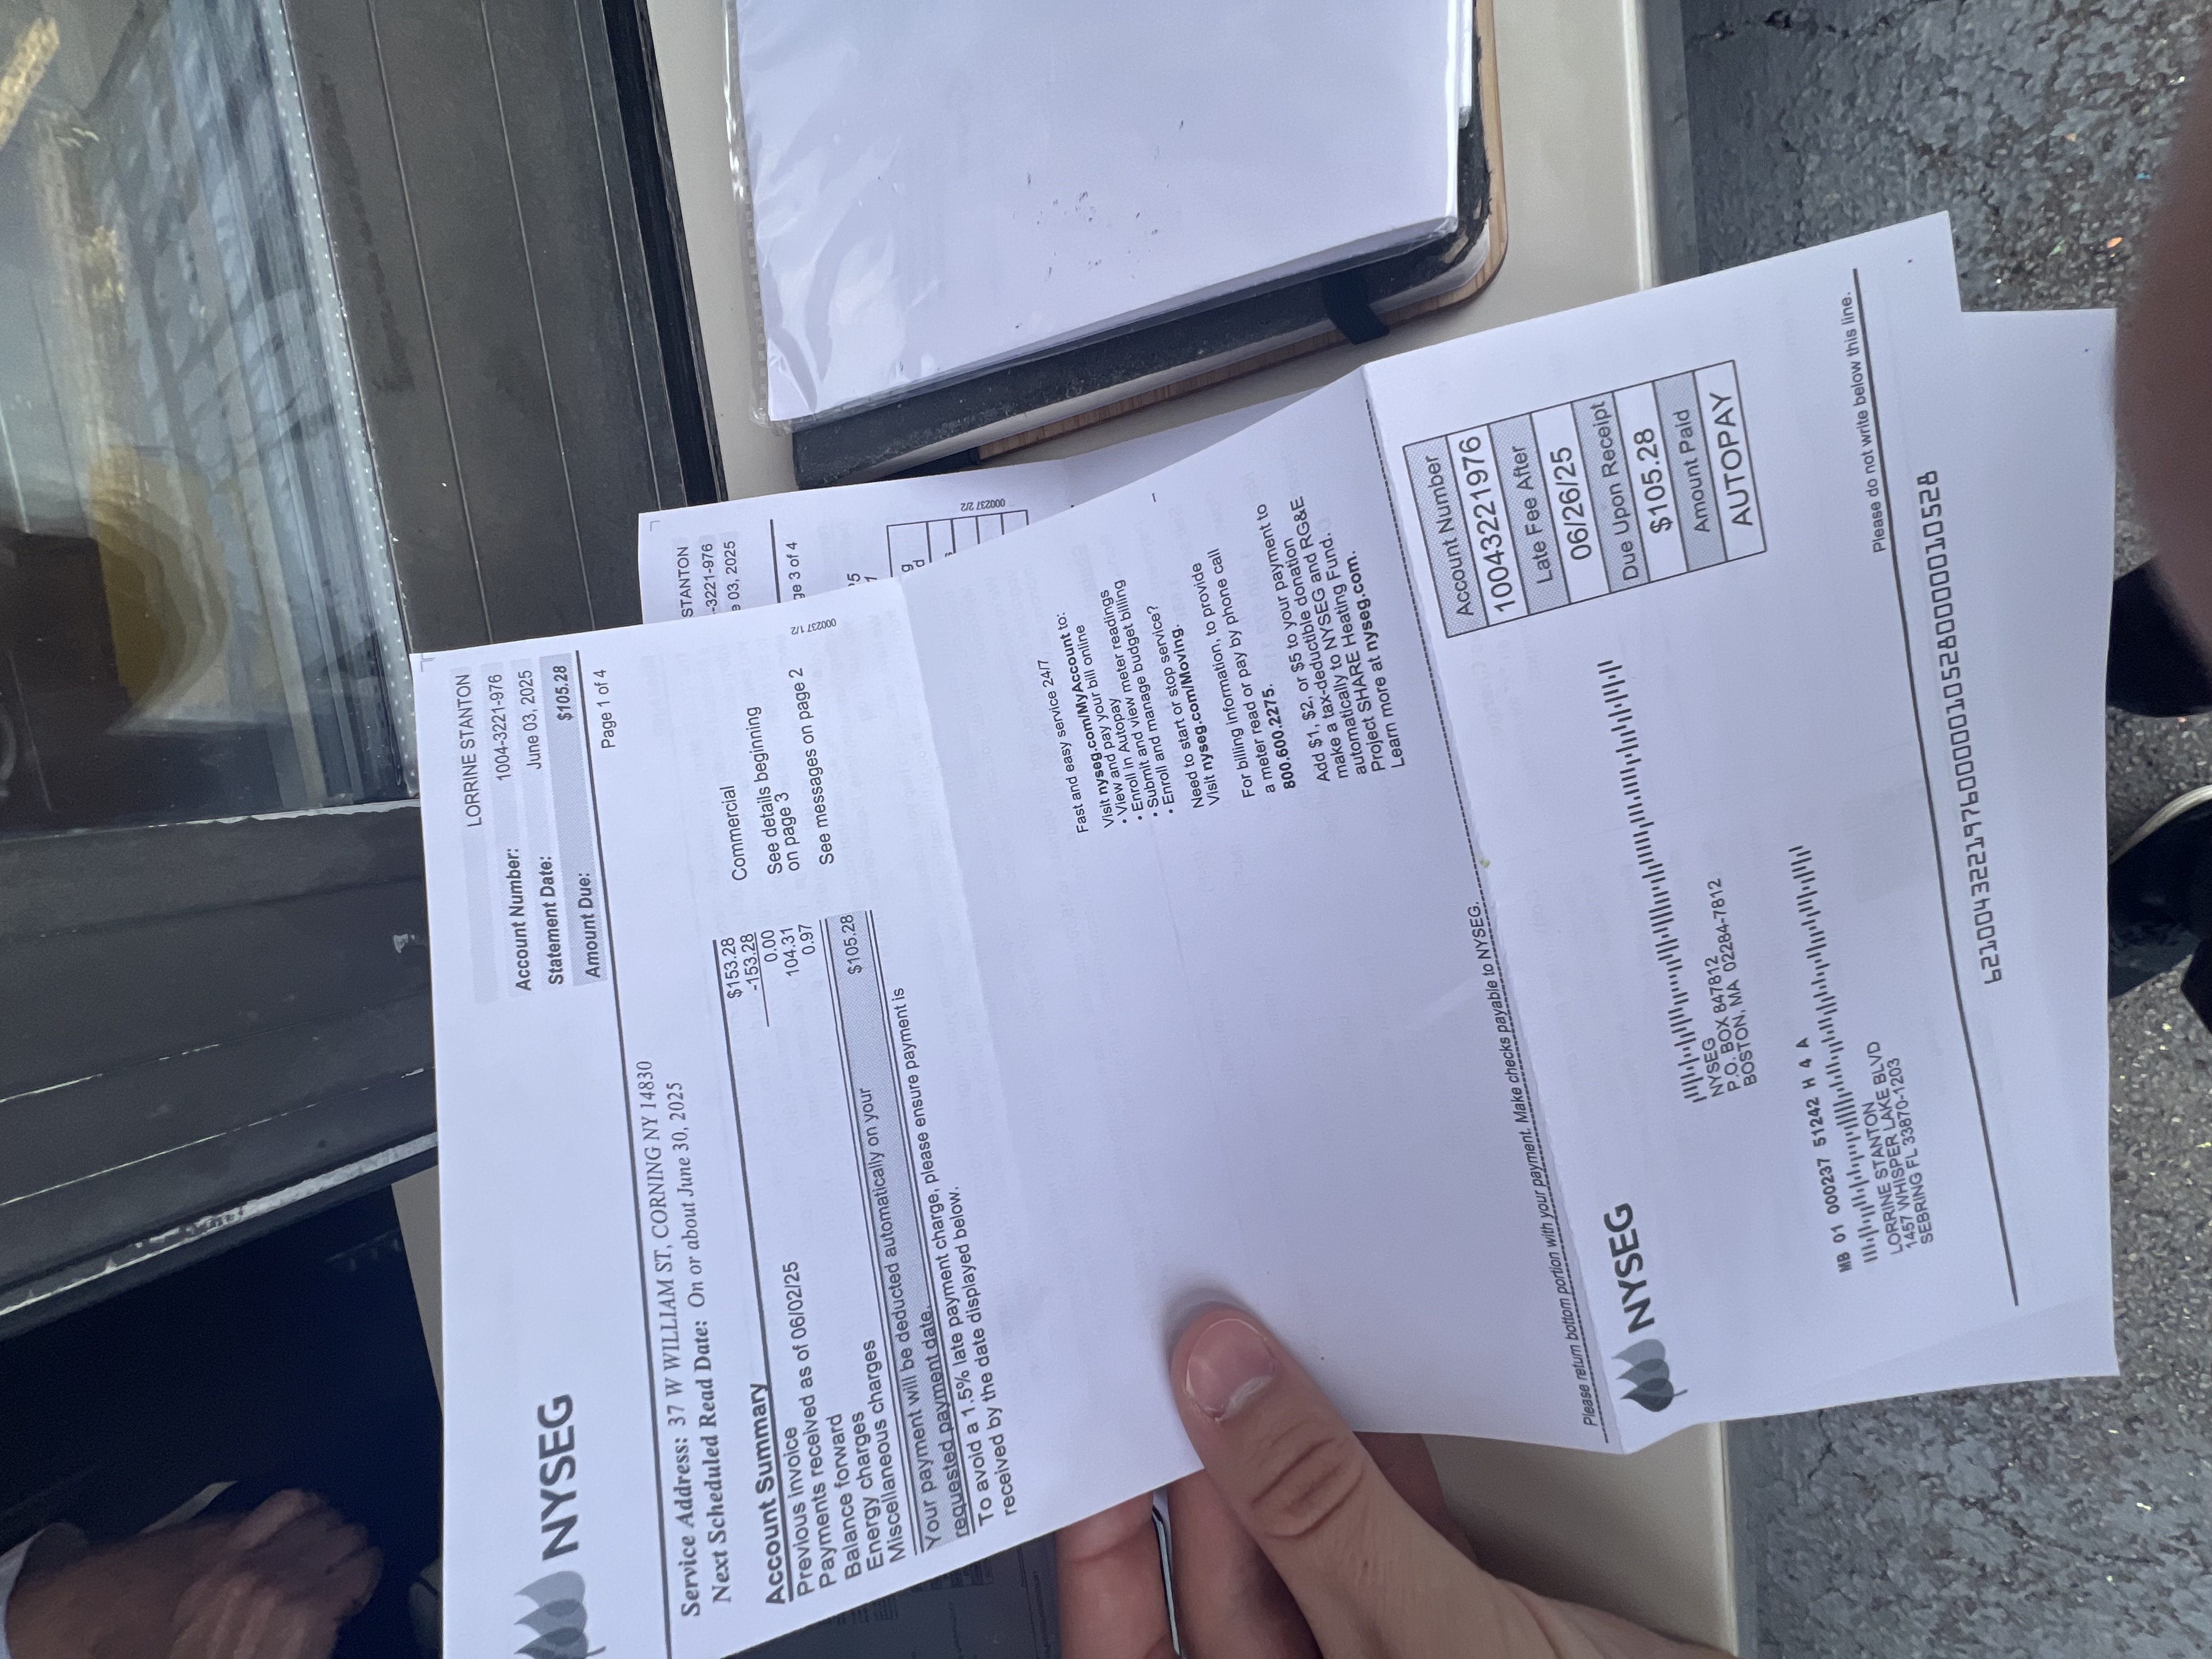 LORRINE STANTON
NYSEG
Account Number: 1004-3221-976
Statement Date: June 03, 2025
Amount Due: $105.28
Page 1 of 4
Service Address: 37 W WILLIAM ST, CORNING NY 14830
Next Scheduled Read Date: On or about June 30, 2025
Account Summary
Previous Invoice $153.28 Commercial
Payments received as of 06/02/25 -153.28
Balance forward 0.00
Energy charges 104.31 See details beginning
on page 3
Miscellaneous charges 0.97 See messages on page 2
Your payment will be deducted automatically on your
requested payment date. $105.28
To avoid a 1.5% late payment charge, please ensure payment is
received by the date displayed below.
000237 1/2
Fast and easy service 24/7
Visit nyseg.com/MyAccount to:
• View and pay your bill online
• Enroll in Autopay
• Submit and view meter readings
• Enroll and manage budget billing
Need to start or stop service?
Visit nyseg.com/Moving.
For billing information, to provide
a meter read or pay by phone call
800.600.2275.
Add $1, $2, or $5 to your payment to
make a tax-deductible donation
automatically to NYSEG and RG&E
Project SHARE Heating Fund.
Learn more at nyseg.com.
Please return bottom portion with your payment. Make checks payable to NYSEG.
NYSEG
Account Number
10043221976
Late Fee After
06/26/25
Due Upon Receipt
$105.28
Amount Paid
AUTOPAY
NYSEG
P.O. BOX 847812
BOSTON, MA 02284-7812
MB 01 000237 51242 H 4 A
LORRINE STANTON
1457 WHISPER LAKE BLVD
SEBRING FL 33870-1203
Please do not write below this line.
6210043221976000001052800000010528
STANTON
-3221-976
03, 2025
ge 3 of 4
000237 2/2